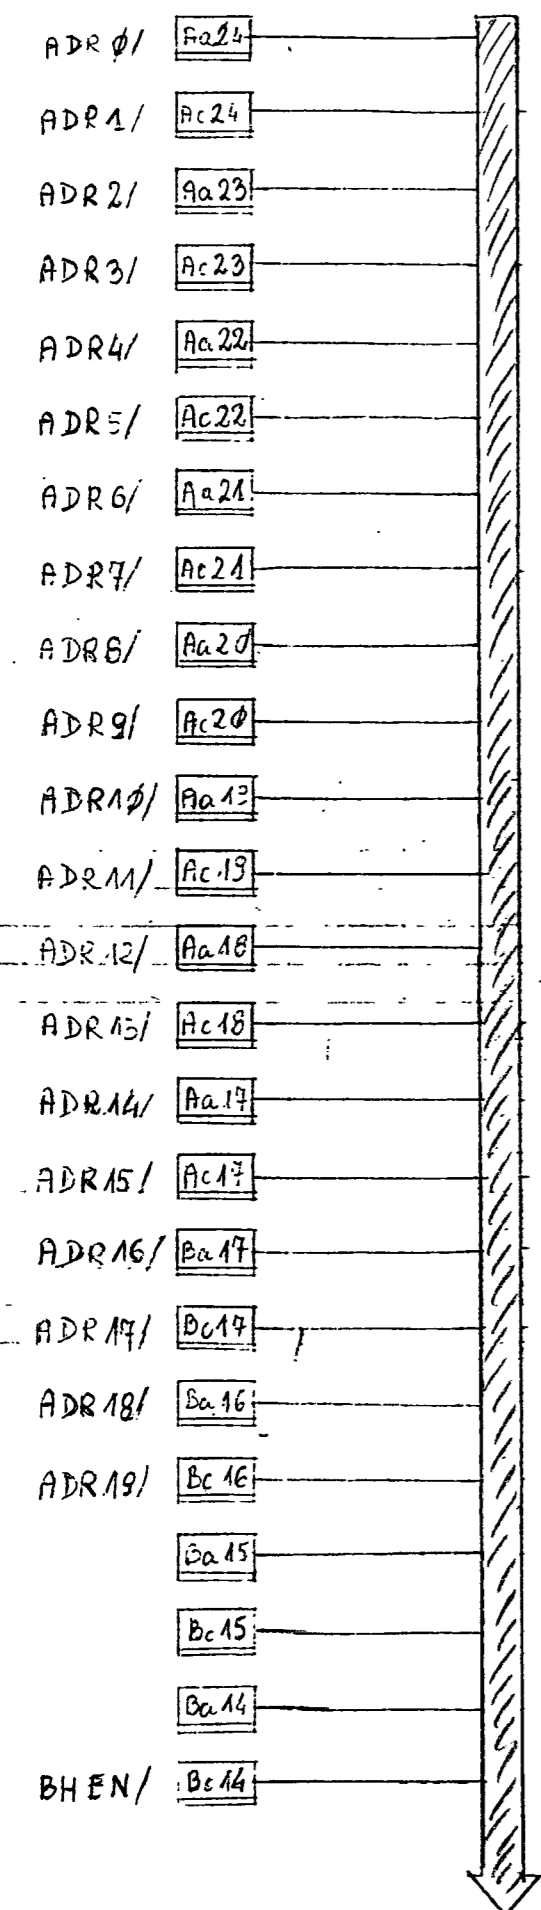 ADR Ø/ Aa24
ADR1/ Ac24
ADR2/ Aa23
ADR3/ Ac23
ADR4/ Aa22
ADR5/ Ac22
ADR6/ Aa21
ADR7/ Ac21
ADR8/ Aa2Ø
ADR9/ Ac2Ø
ADR1Ø/ Aa19
ADR11/ Ac19
ADR12/ Aa18
ADR13/ Ac18
ADR14/ Aa17
ADR15/ Ac17
ADR16/ Ba17
ADR17/ Bc17
ADR18/ Ba16
ADR19/ Bc16
Ba15
Bc15
Ba14
BHEN/ Bc14